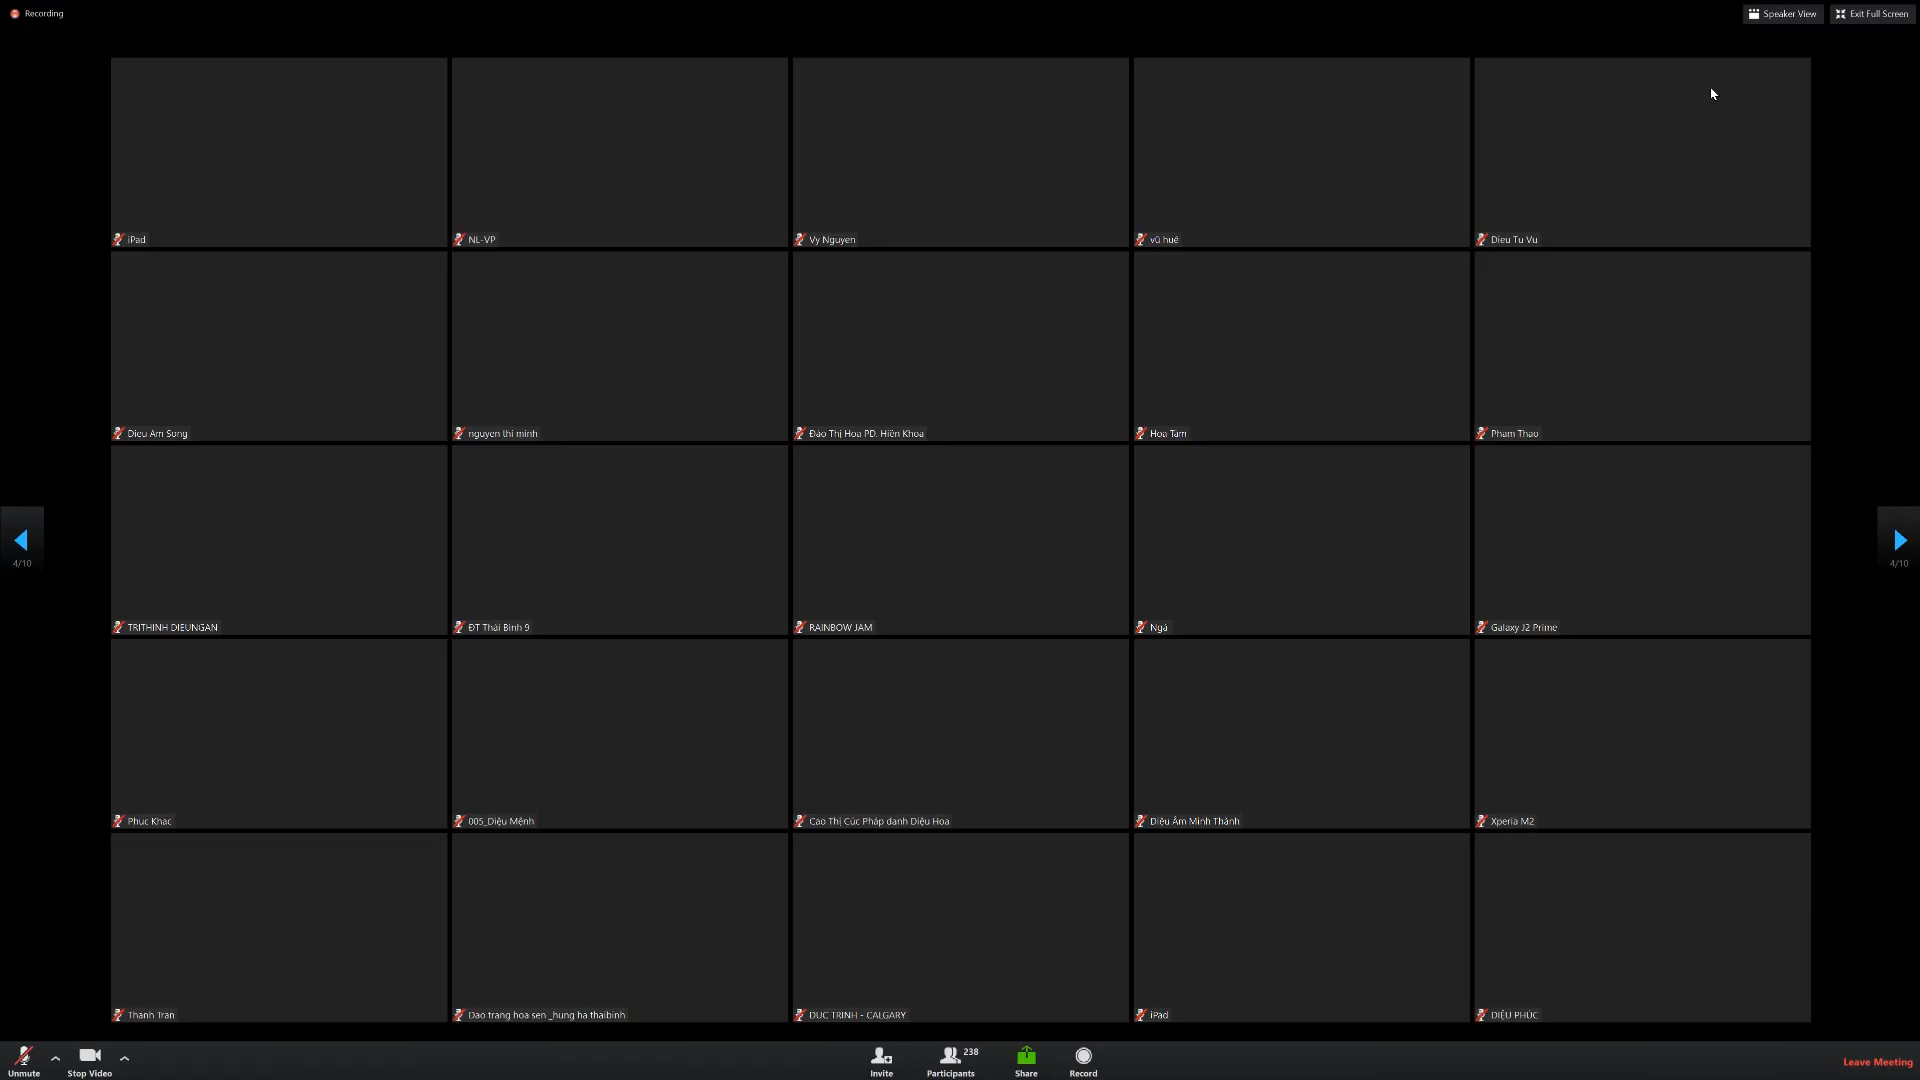 Recording
Speaker View
Exit Full Screen
iPad
NL-VP
Vy Nguyen
vũ huê
Dieu Tu Vu
Dieu Am Song
nguyen thi minh
Đào Thị Hoa PD. Hiên Khoa
Hoa Tam
Pham Thao
4/10
4/10
TRITHINH DIEUNGAN
ĐT Thái Bình 9
RAINBOW JAM
Ngà
Galaxy J2 Prime
Phuc Khac
005_Diệu Mệnh
Cao Thị Cúc Pháp danh Diệu Hoa
Diệu Âm Minh Thành
Xperia M2
Thanh Tran
Dao trang hoa sen _hung ha thaibinh
DUC TRINH - CALGARY
iPad
DIỆU PHÚC
Unmute
Stop Video
Invite
238
Participants
Share
Record
Leave Meeting